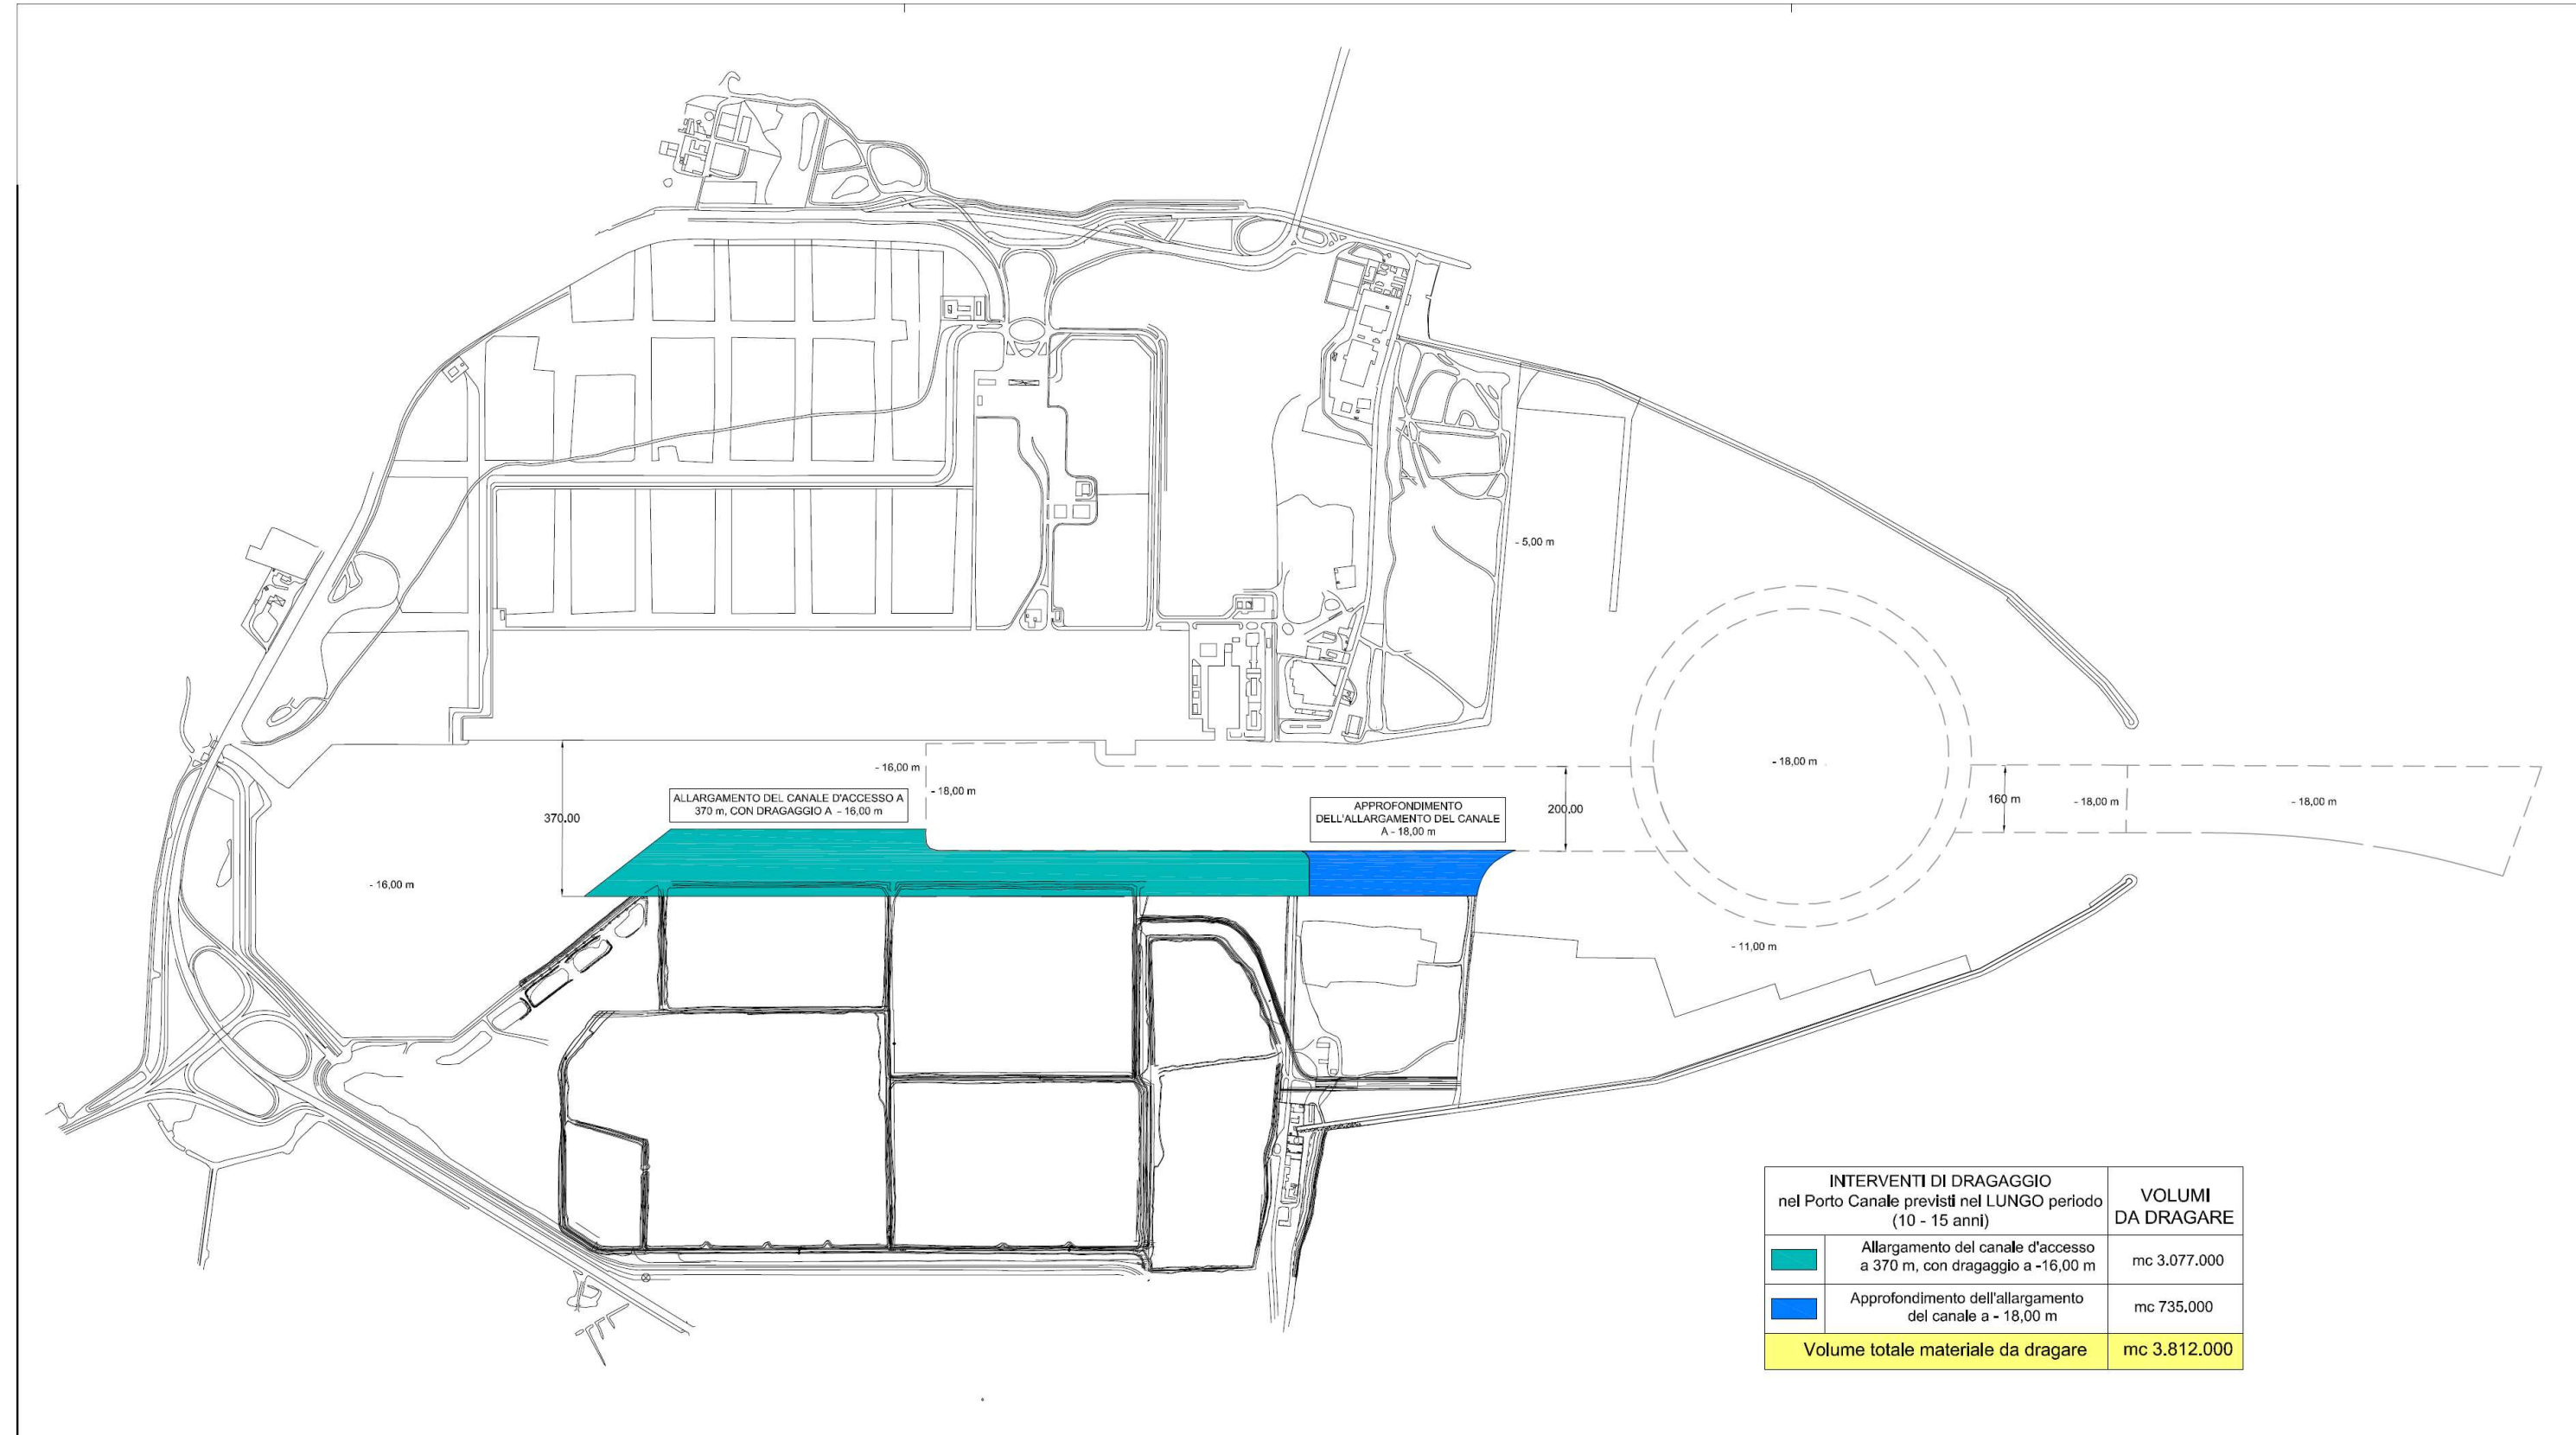 - 5,00 m
- 18,00 m
- 16,00 m
- 18,00 m
ALLARGAMENTO DEL CANALE D'ACCESSO A
370 m, CON DRAGAGGIO A - 16,00 m
370.00
APPROFONDIMENTO
DELL'ALLARGAMENTO DEL CANALE
A - 18,00 m
200.00
160 m
- 18,00 m
- 18,00 m
- 16,00 m
- 11,00 m
INTERVENTI DI DRAGAGGIO
nel Porto Canale previsti nel LUNGO periodo
(10 - 15 anni)
VOLUMI
DA DRAGARE
Allargamento del canale d'accesso
a 370 m, con dragaggio a -16,00 m
mc 3.077.000
Approfondimento dell'allargamento
del canale a - 18,00 m
mc 735.000
Volume totale materiale da dragare
mc 3.812.000